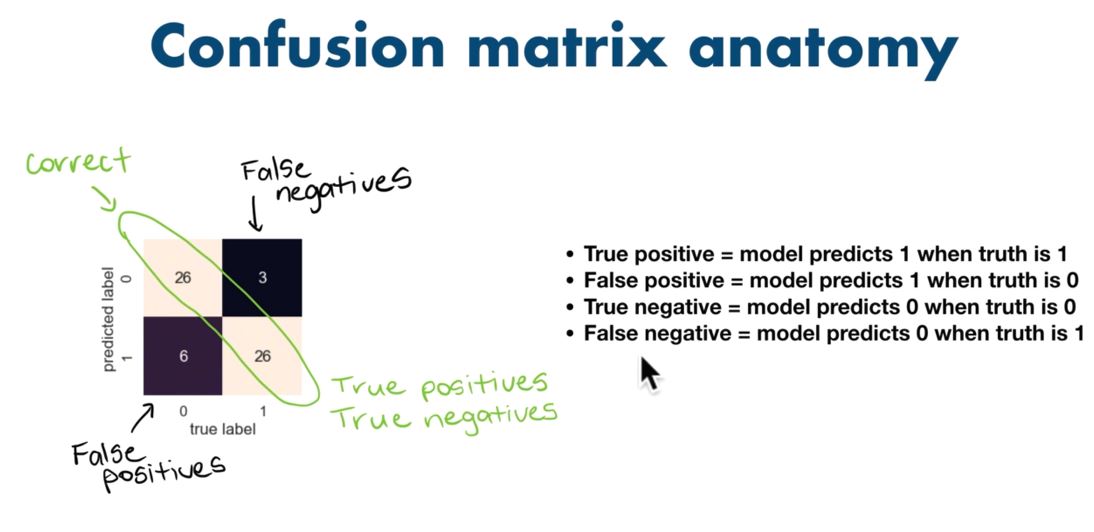 Confusion matrix anatomy
correct
False
negatives
predicted label
0
1
26
3
6
26
0
1
true label
True positives
True negatives
False
positives
• True positive = model predicts 1 when truth is 1
• False positive = model predicts 1 when truth is 0
• True negative = model predicts 0 when truth is 0
• False negative = model predicts 0 when truth is 1